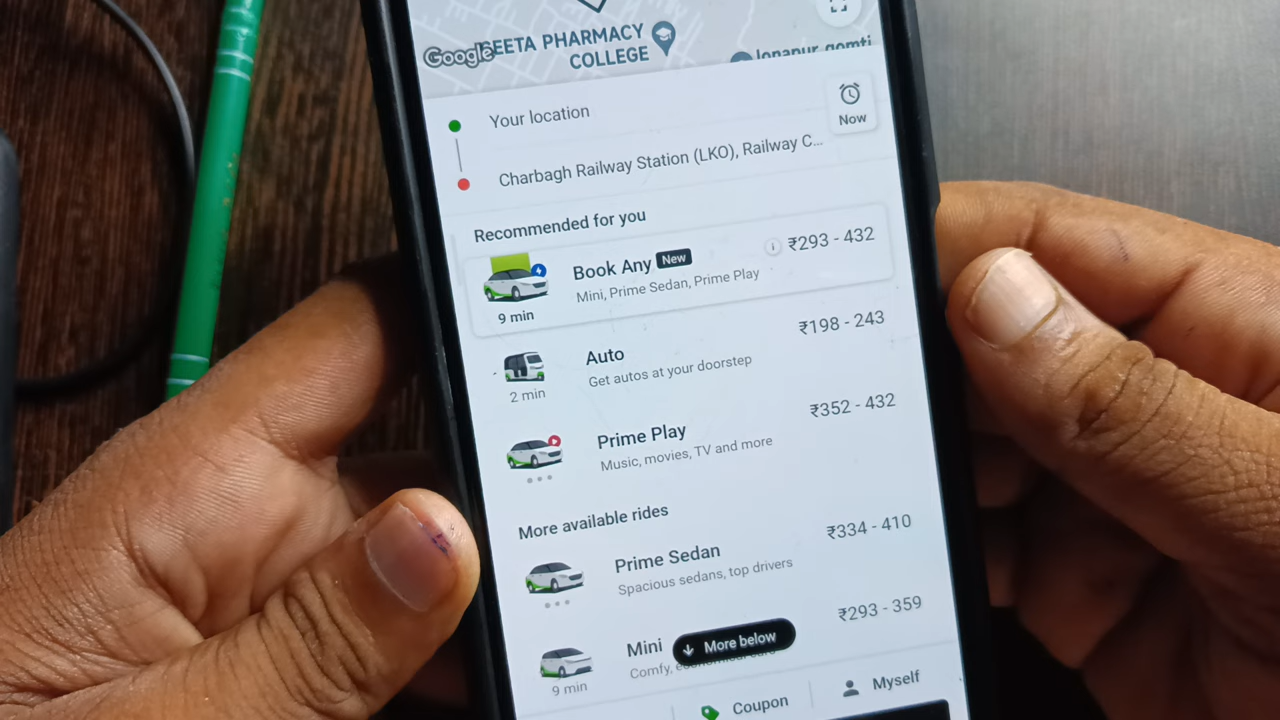 GEETA PHARMACY
COLLEGE
Google
Your location
Now
Charbagh Railway Station (LKO), Railway C...
Recommended for you
Book Any New
₹293 - 432
Mini, Prime Sedan, Prime Play
9 min
Auto
₹198 - 243
Get autos at your doorstep
2 min
Prime Play
₹352 - 432
Music, movies, TV and more
More available rides
Prime Sedan
₹334 - 410
Spacious sedans, top drivers
Mini
₹293 - 359
More below
Comfy,
9 min
Coupon
Myself